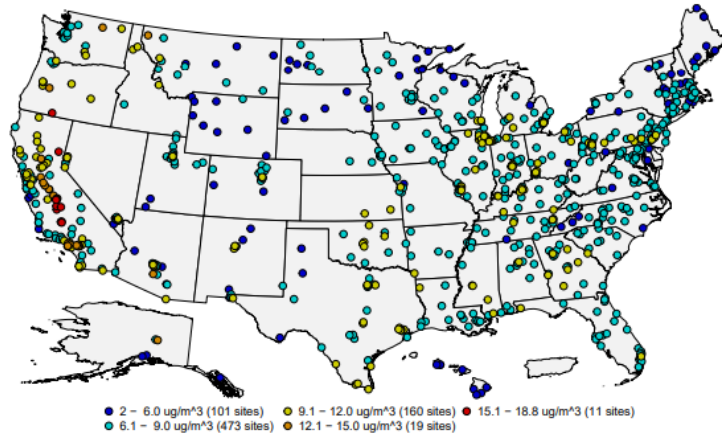 2 − 6.0 ug/m^3 (101 sites)
6.1 − 9.0 ug/m^3 (473 sites)
9.1 − 12.0 ug/m^3 (160 sites)
12.1 − 15.0 ug/m^3 (19 sites)
15.1 − 18.8 ug/m^3 (11 sites)